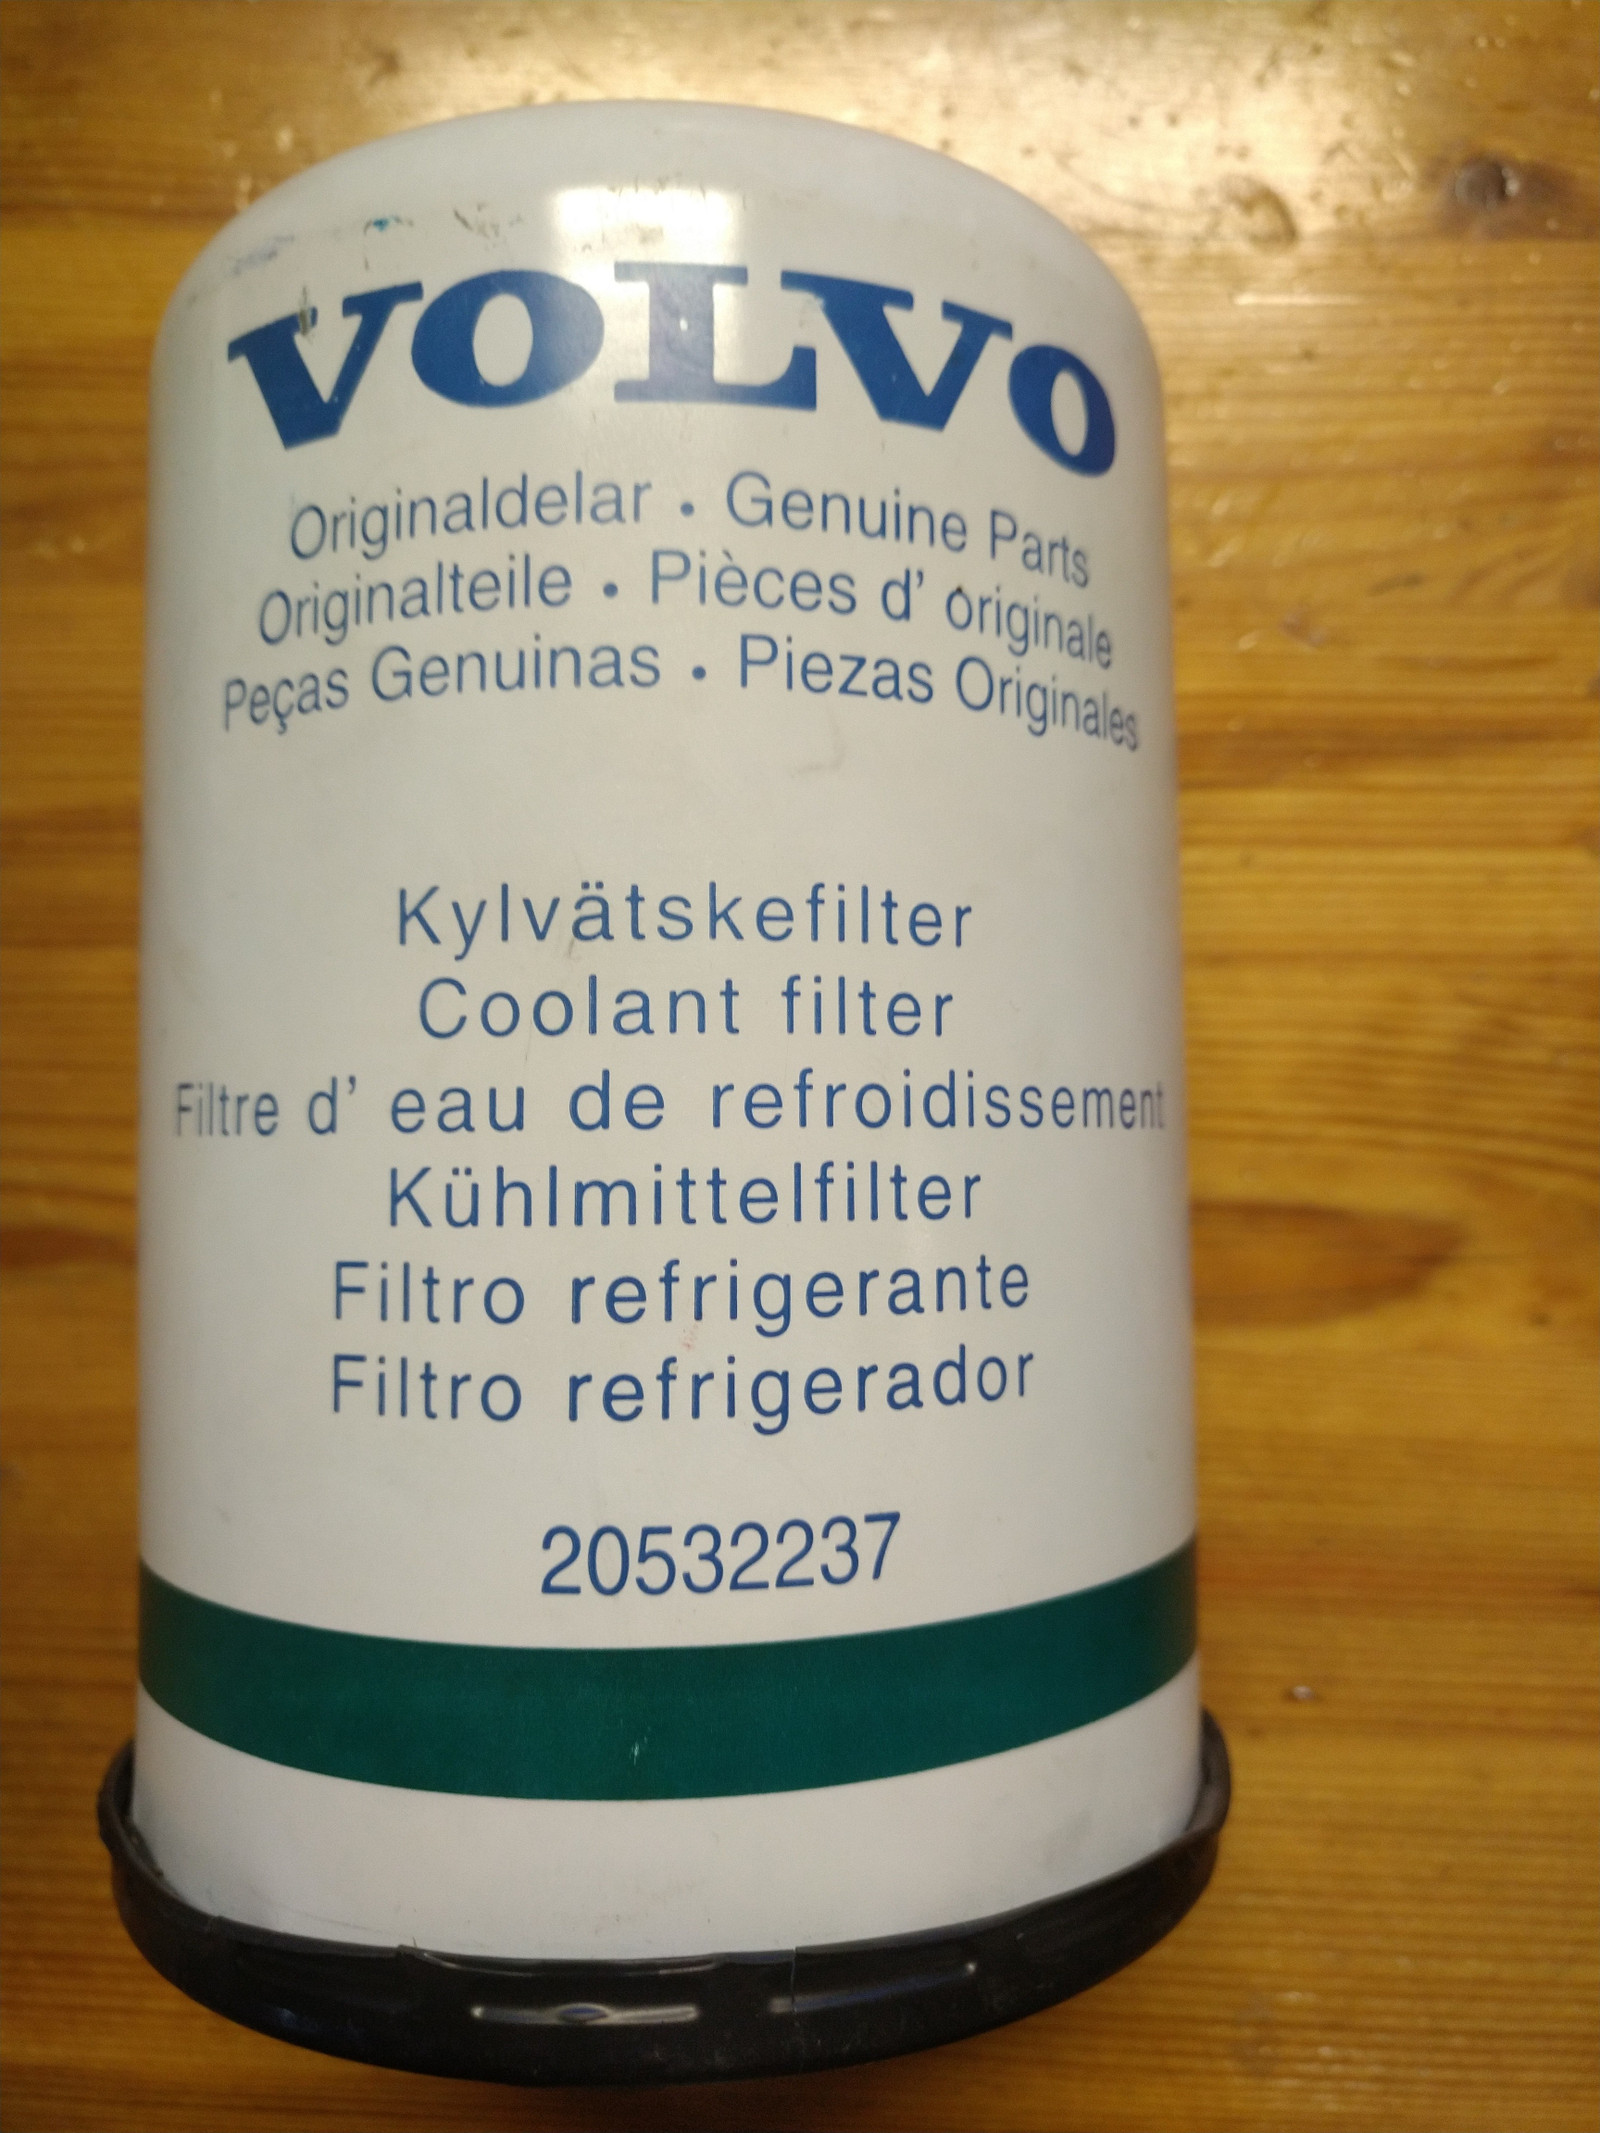 VOLVO
Originaldelar · Genuine Parts
Originalteile · Pièces d' originale
Peças Genuinas · Piezas Originales
Kylvätskefilter
Coolant filter
Filtre d' eau de refroidissement
Kühlmittelfilter
Filtro refrigerante
Filtro refrigerador
20532237